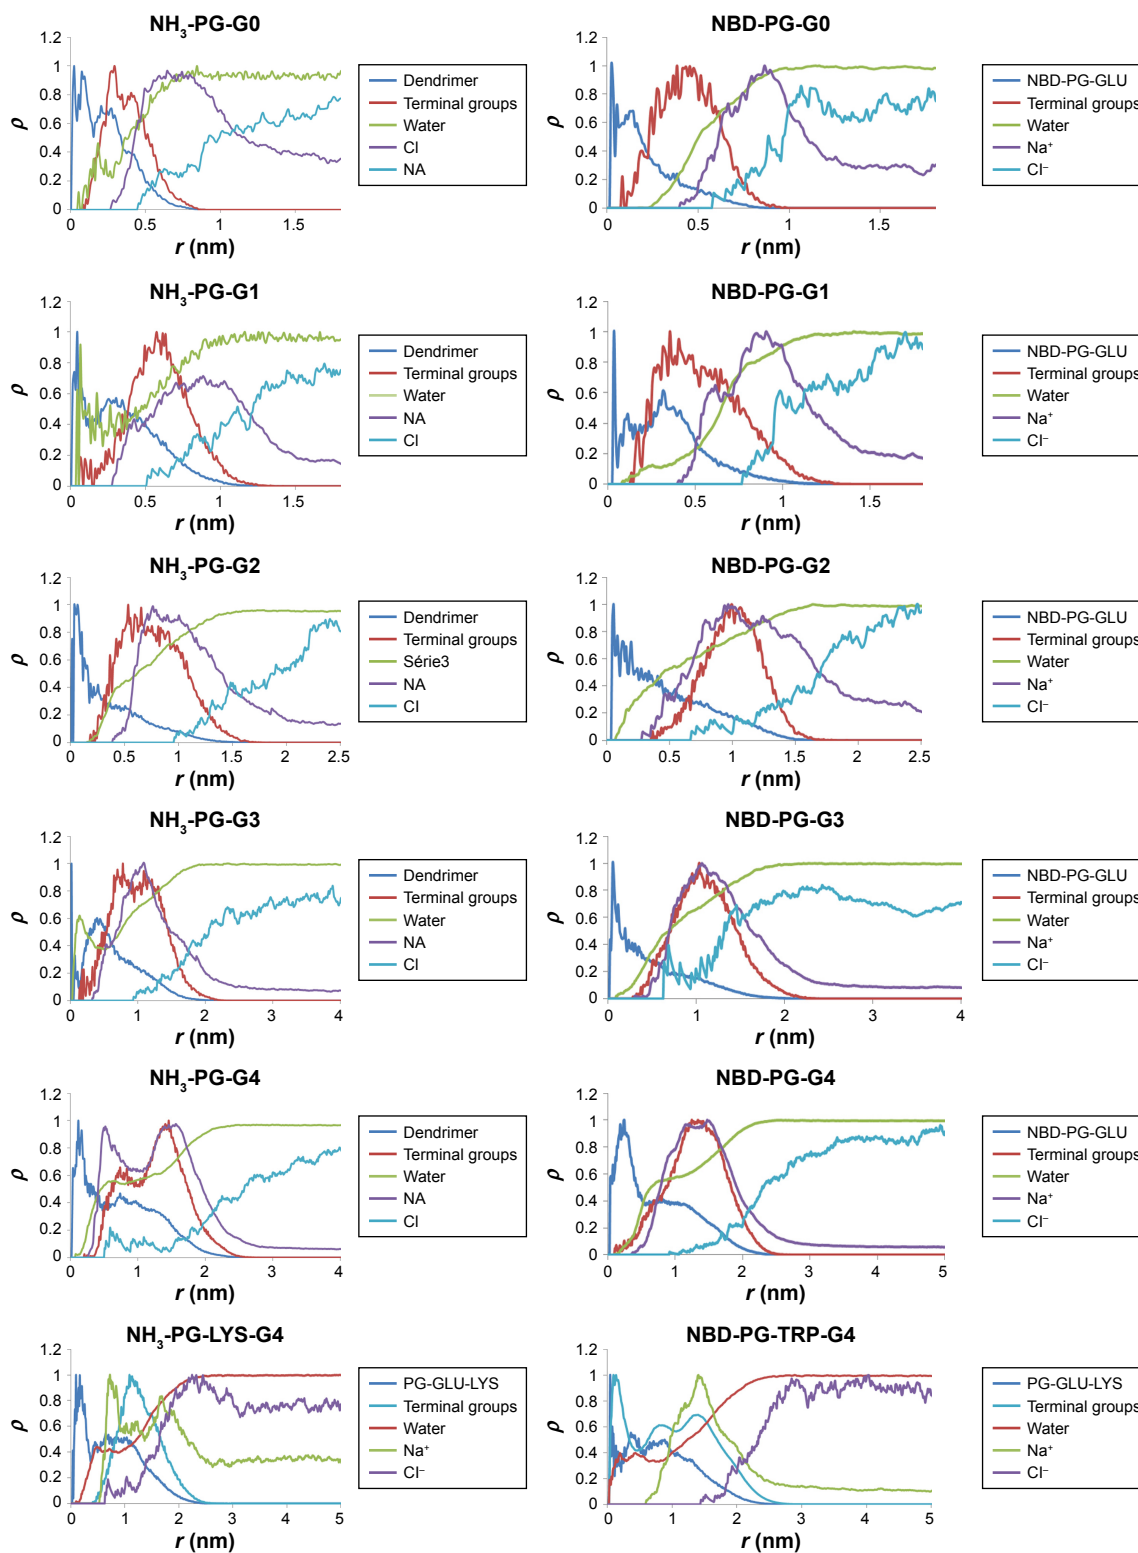 NH₃-PG-G0
1.2
1
0.8
0.6
0.4
0.2
0
ρ
0 0.5 1 1.5
r (nm)
Dendrimer
Terminal groups
Water
Cl
NA
NBD-PG-G0
1.2
1
0.8
0.6
0.4
0.2
0
ρ
0 0.5 1 1.5
r (nm)
NBD-PG-GLU
Terminal groups
Water
Na⁺
Cl⁻
NH₃-PG-G1
1.2
1
0.8
0.6
0.4
0.2
0
ρ
0 0.5 1 1.5
r (nm)
Dendrimer
Terminal groups
Water
NA
Cl
NBD-PG-G1
1.2
1
0.8
0.6
0.4
0.2
0
ρ
0 0.5 1 1.5
r (nm)
NBD-PG-GLU
Terminal groups
Water
Na⁺
Cl⁻
NH₃-PG-G2
1.2
1
0.8
0.6
0.4
0.2
0
ρ
0 0.5 1 1.5 2 2.5
r (nm)
Dendrimer
Terminal groups
Série3
NA
Cl
NBD-PG-G2
1.2
1
0.8
0.6
0.4
0.2
0
ρ
0 0.5 1 1.5 2 2.5
r (nm)
NBD-PG-GLU
Terminal groups
Water
Na⁺
Cl⁻
NH₃-PG-G3
1.2
1
0.8
0.6
0.4
0.2
0
ρ
0 1 2 3 4
r (nm)
Dendrimer
Terminal groups
Water
NA
Cl
NBD-PG-G3
1.2
1
0.8
0.6
0.4
0.2
0
ρ
0 1 2 3 4
r (nm)
NBD-PG-GLU
Terminal groups
Water
Na⁺
Cl⁻
NH₃-PG-G4
1.2
1
0.8
0.6
0.4
0.2
0
ρ
0 1 2 3 4
r (nm)
Dendrimer
Terminal groups
Water
NA
Cl
NBD-PG-G4
1.2
1
0.8
0.6
0.4
0.2
0
ρ
0 1 2 3 4 5
r (nm)
NBD-PG-GLU
Terminal groups
Water
Na⁺
Cl⁻
NH₃-PG-LYS-G4
1.2
1
0.8
0.6
0.4
0.2
0
ρ
0 1 2 3 4 5
r (nm)
PG-GLU-LYS
Terminal groups
Water
Na⁺
Cl⁻
NBD-PG-TRP-G4
1.2
1
0.8
0.6
0.4
0.2
0
ρ
0 1 2 3 4 5
r (nm)
PG-GLU-LYS
Terminal groups
Water
Na⁺
Cl⁻